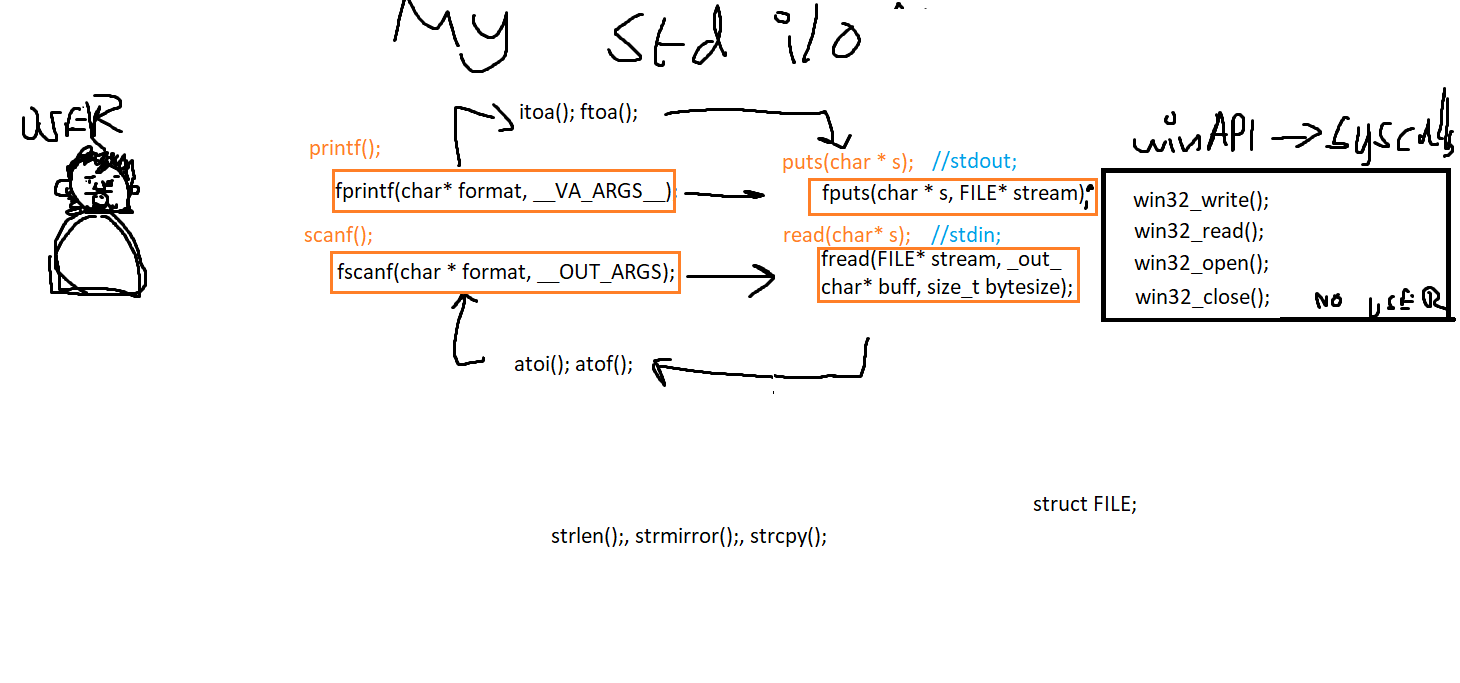 My std i/o
USER
itoa(); ftoa();
printf();
fprintf(char* format, __VA_ARGS__);
scanf();
fscanf(char * format, __OUT_ARGS);
atoi(); atof();
puts(char * s); //stdout;
fputs(char * s, FILE* stream);
read(char* s); //stdin;
fread(FILE* stream, _out_
char* buff, size_t bytesize);
winAPI → syscalls
win32_write();
win32_read();
win32_open();
win32_close();
NO USER
struct FILE;
strlen();, strmirror();, strcpy();